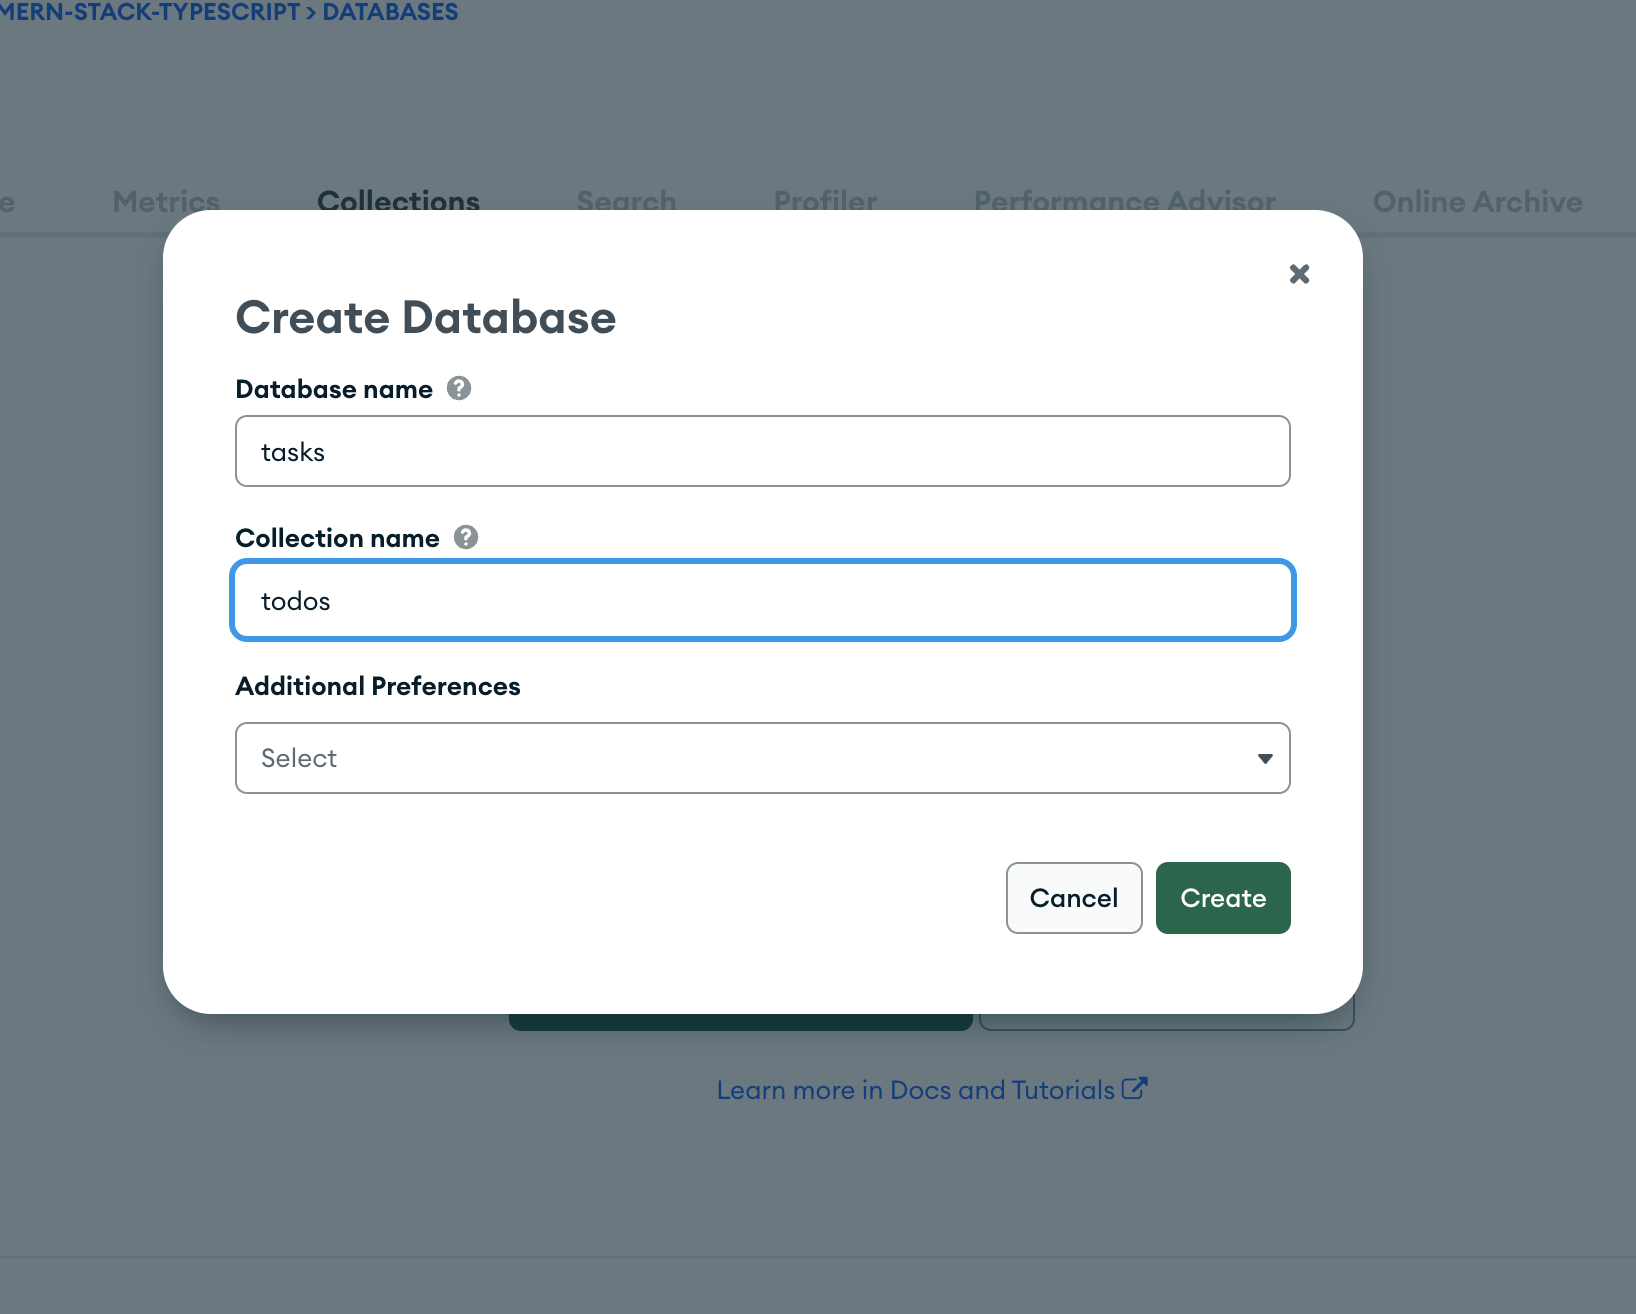 MERN-STACK-TYPESCRIPT > DATABASES
e Metrics Collections Search Profiler Performance Advisor Online Archive
Create Database
Database name ?
tasks
Collection name ?
todos
Additional Preferences
Select
Cancel Create
Learn more in Docs and Tutorials